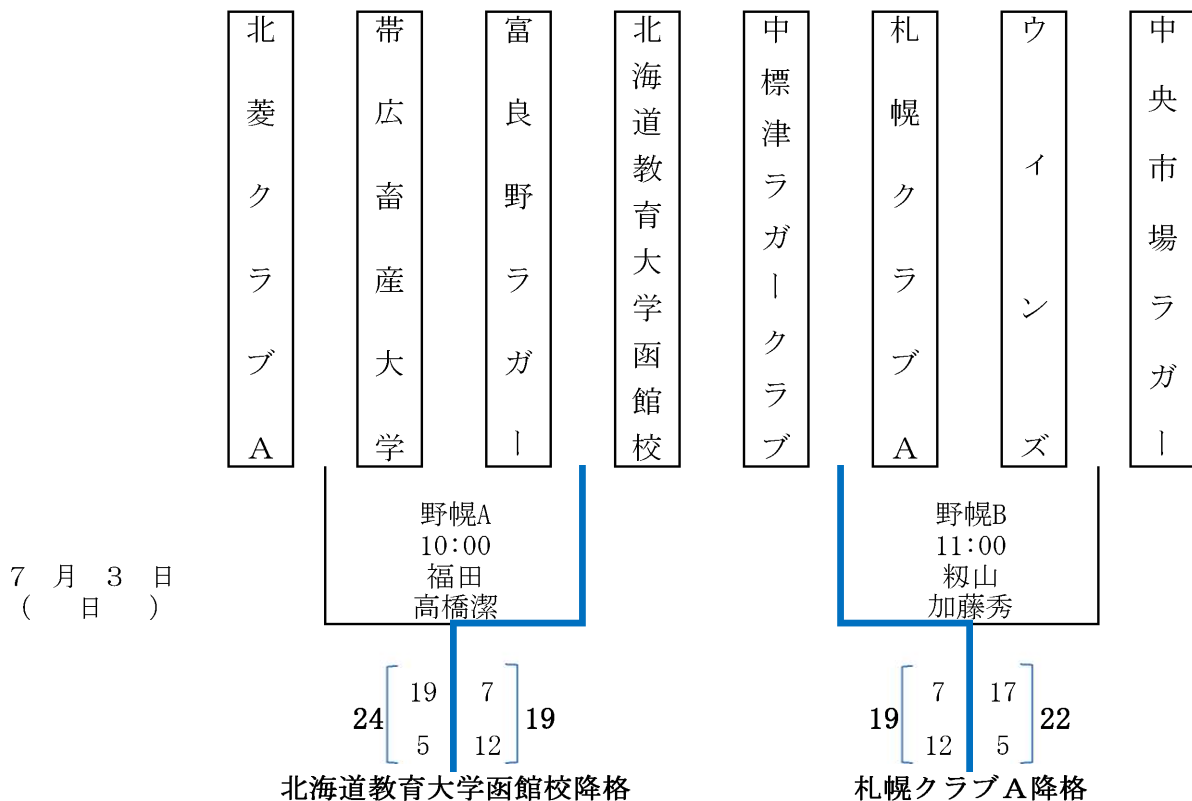 北菱クラブA
帯広畜産大学
富良野ラガー
北海道教育大学函館校
中標津ラガークラブ
札幌クラブA
ウィンズ
中央市場ラガー
7月3日
(日)
野幌A
10:00
福田
高橋潔
野幌B
11:00
籾山
加藤秀
24 19 7 19
5 12
19 7 17 22
12 5
北海道教育大学函館校降格
札幌クラブA降格